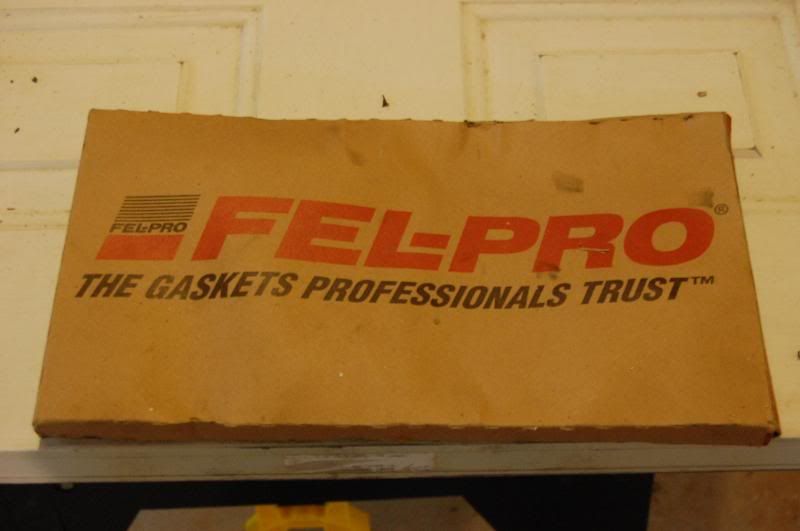 FEL-PRO
FEL-PRO®
THE GASKETS PROFESSIONALS TRUST™